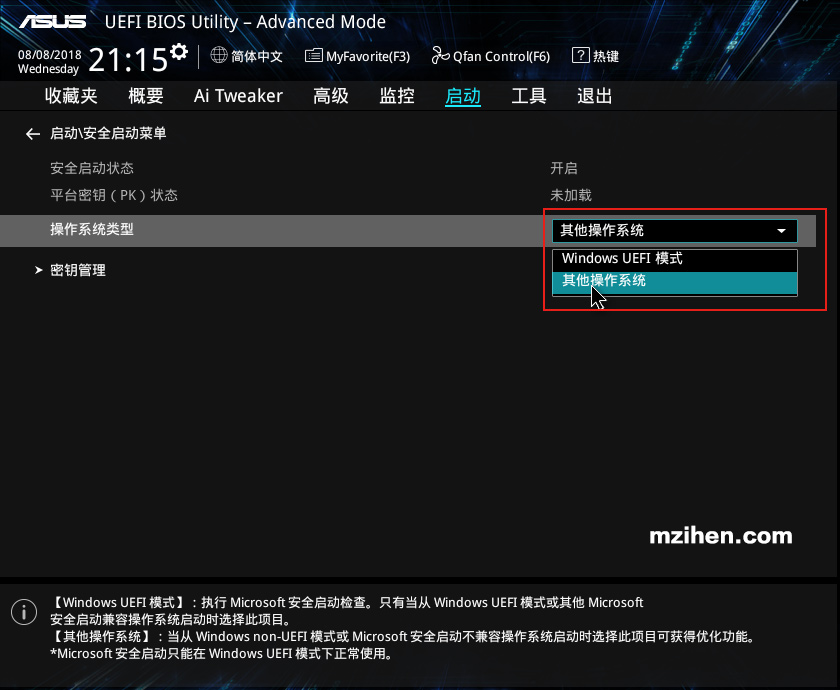 ASUS UEFI BIOS Utility – Advanced Mode
08/08/2018
Wednesday
21:15 简体中文 MyFavorite(F3) Qfan Control(F6) ? 热键
收藏夹 概要 Ai Tweaker 高级 监控 启动 工具 退出
← 启动\安全启动菜单
安全启动状态 开启
平台密钥 ( PK ) 状态 未加载
操作系统类型 其他操作系统
Windows UEFI 模式
其他操作系统
密钥管理
mzihen.com
【 Windows UEFI 模式 】 : 执行 Microsoft 安全启动检查。只有当从 Windows UEFI 模式或其他 Microsoft
安全启动兼容操作系统启动时选择此项目。
【 其他操作系统 】 : 当从 Windows non-UEFI 模式或 Microsoft 安全启动不兼容操作系统启动时选择此项目可获得优化功能。
*Microsoft 安全启动只能在 Windows UEFI 模式下正常使用。